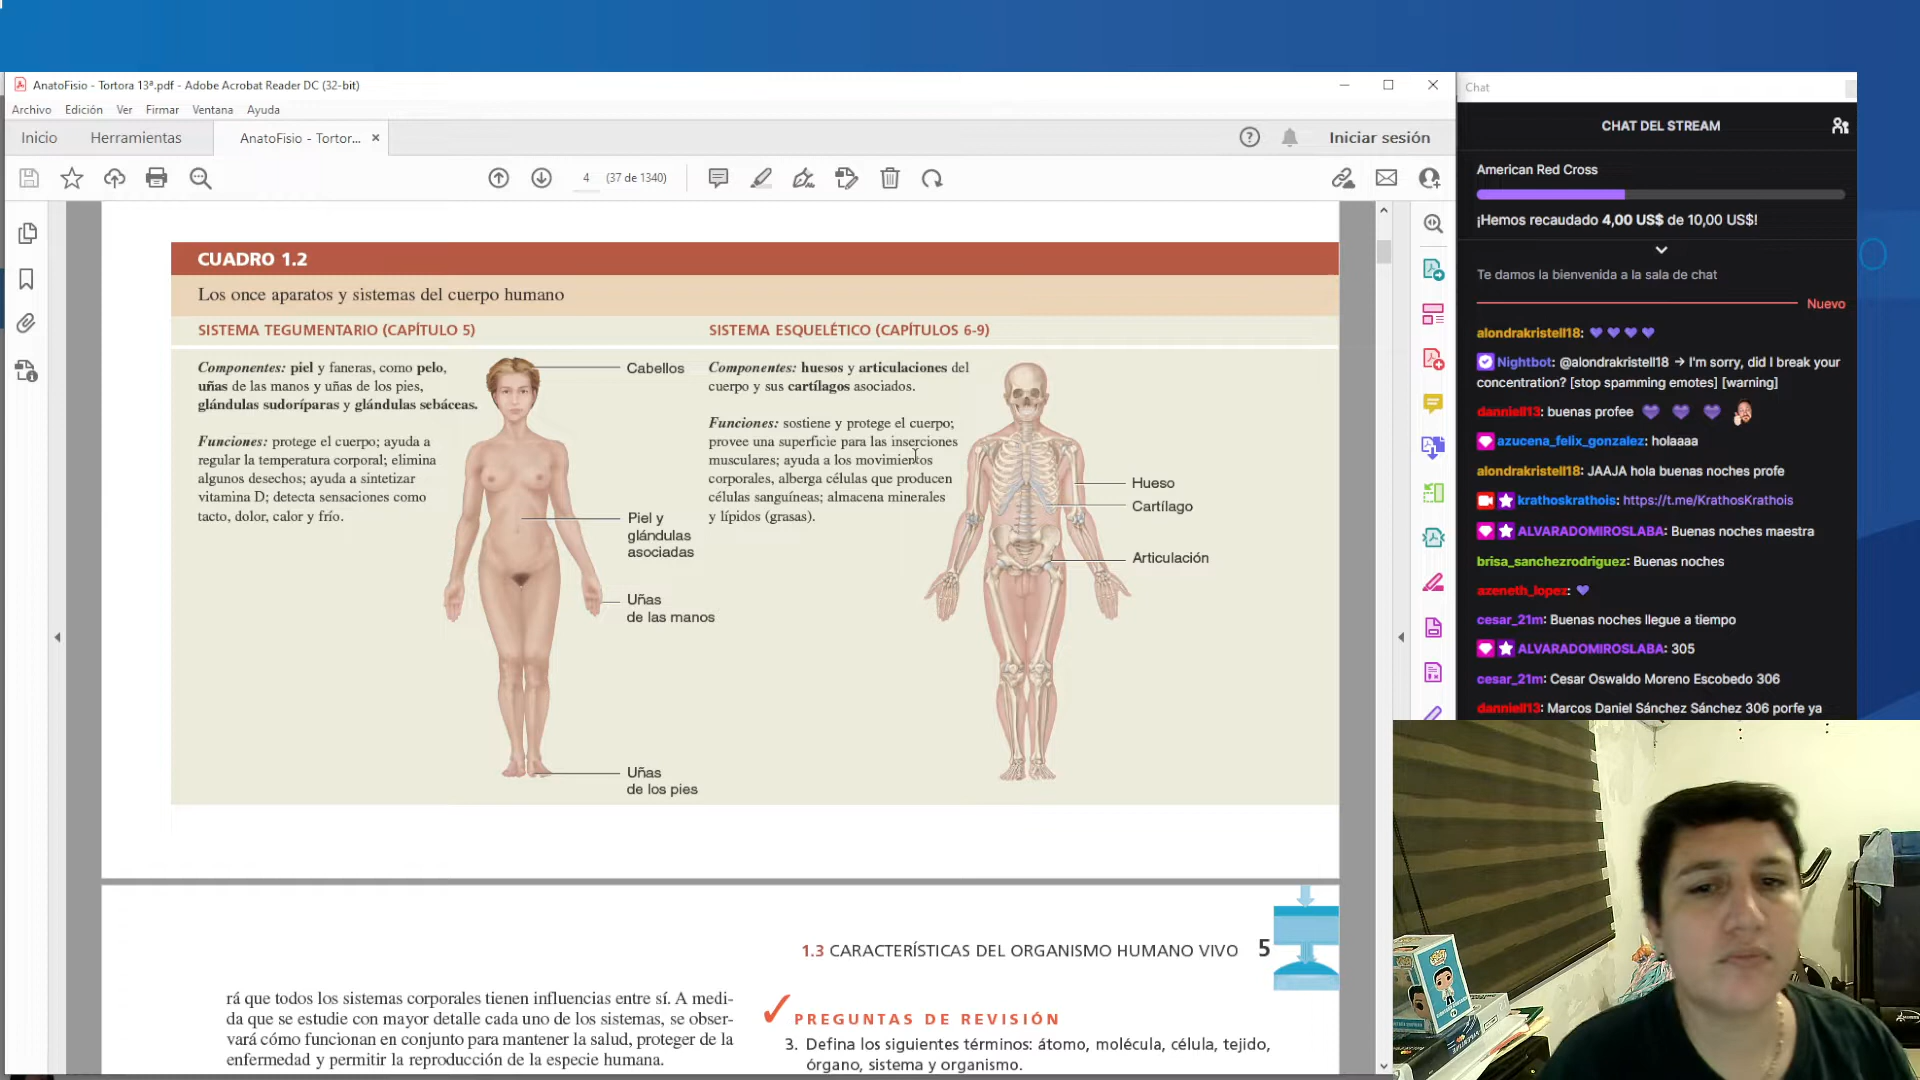 AnatoFisio - Tortora 13ª.pdf - Adobe Acrobat Reader DC (32-bit)
Archivo Edición Ver Firmar Ventana Ayuda
Inicio Herramientas AnatoFisio - Tortor... Iniciar sesión
4 (37 de 1340)
CUADRO 1.2
Los once aparatos y sistemas del cuerpo humano
SISTEMA TEGUMENTARIO (CAPÍTULO 5)
Componentes: piel y faneras, como pelo,
uñas de las manos y uñas de los pies,
glándulas sudoríparas y glándulas sebáceas.
Funciones: protege el cuerpo; ayuda a
regular la temperatura corporal; elimina
algunos desechos; ayuda a sintetizar
vitamina D; detecta sensaciones como
tacto, dolor, calor y frío.
Cabellos
Piel y
glándulas
asociadas
Uñas
de las manos
Uñas
de los pies
SISTEMA ESQUELÉTICO (CAPÍTULOS 6-9)
Componentes: huesos y articulaciones del
cuerpo y sus cartílagos asociados.
Funciones: sostiene y protege el cuerpo;
provee una superficie para las inserciones
musculares; ayuda a los movimientos
corporales, alberga células que producen
células sanguíneas; almacena minerales
y lípidos (grasas).
Hueso
Cartílago
Articulación
1.3 CARACTERÍSTICAS DEL ORGANISMO HUMANO VIVO 5
rá que todos los sistemas corporales tienen influencias entre sí. A medi-
da que se estudie con mayor detalle cada uno de los sistemas, se obser-
vará cómo funcionan en conjunto para mantener la salud, proteger de la
enfermedad y permitir la reproducción de la especie humana.
PREGUNTAS DE REVISIÓN
3. Defina los siguientes términos: átomo, molécula, célula, tejido,
órgano, sistema y organismo.
Chat
CHAT DEL STREAM
American Red Cross
¡Hemos recaudado 4,00 US$ de 10,00 US$!
Te damos la bienvenida a la sala de chat
Nuevo
alondrakristell18:
Nightbot: @alondrakristell18 → I'm sorry, did I break your
concentration? [stop spamming emotes] [warning]
danniell13: buenas profee
azucena_felix_gonzalez: holaaaa
alondrakristell18: JAAJA hola buenas noches profe
krathoskrathois: https://t.me/KrathosKrathois
ALVARADOMIROSLABA: Buenas noches maestra
brisa_sanchezrodriguez: Buenas noches
azeneth_lopez:
cesar_21m: Buenas noches llegue a tiempo
ALVARADOMIROSLABA: 305
cesar_21m: Cesar Oswaldo Moreno Escobedo 306
danniell13: Marcos Daniel Sánchez Sánchez 306 porfe ya